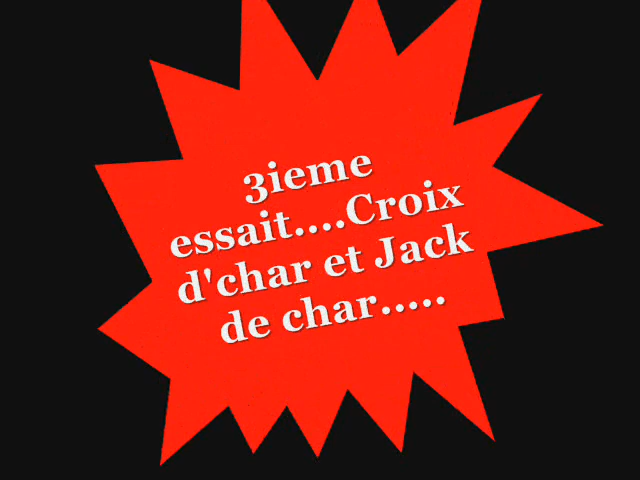 3ieme
essait....Croix
d'char et Jack
de char.....